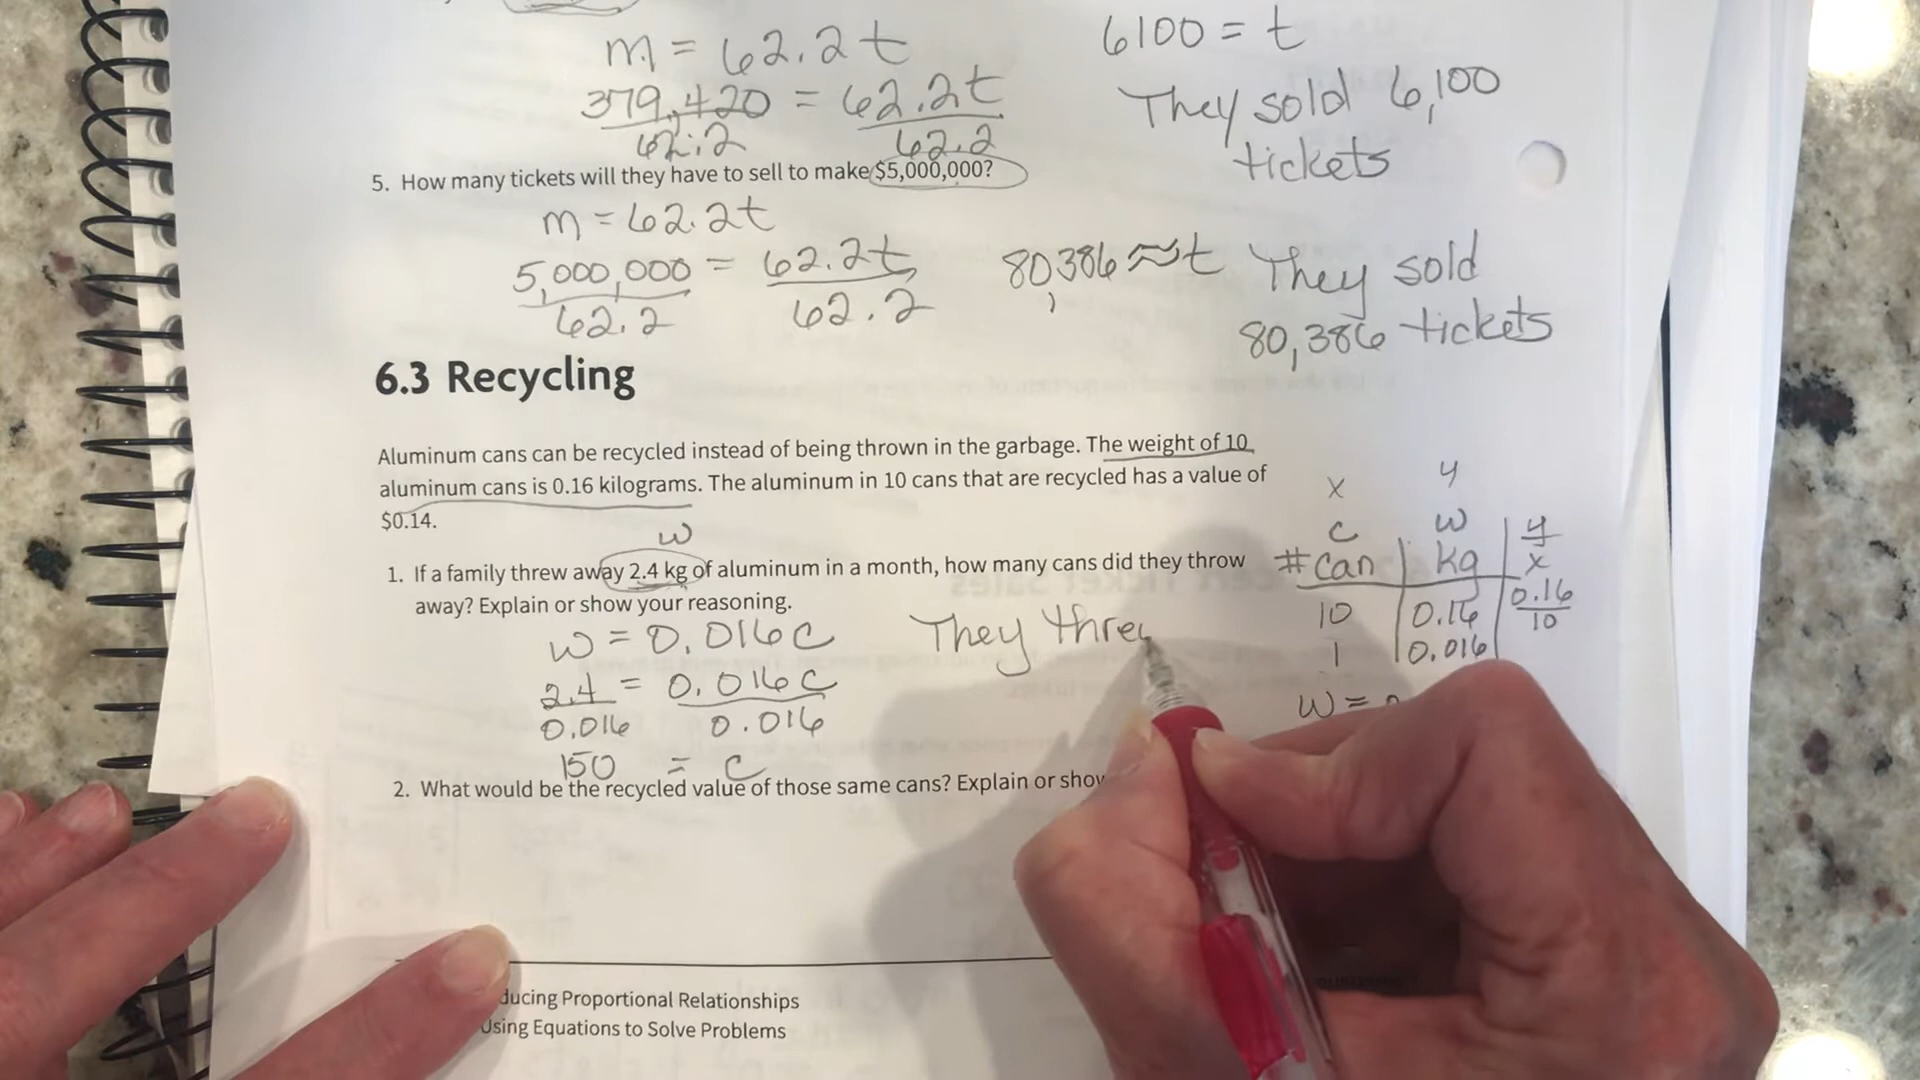 m = 62.2t
6100 = t
379,420 = 62.2t
62.2 62.2
They sold 6,100
tickets
5. How many tickets will they have to sell to make $5,000,000?
m = 62.2t
5,000,000 = 62.2t
62.2 62.2
80,386 ≈ t
They sold
80,386 tickets
6.3 Recycling
Aluminum cans can be recycled instead of being thrown in the garbage. The weight of 10
aluminum cans is 0.16 kilograms. The aluminum in 10 cans that are recycled has a value of
$0.14.
w
1. If a family threw away 2.4 kg of aluminum in a month, how many cans did they throw
away? Explain or show your reasoning.
w = 0.016c
2.4 = 0.016c
0.016 0.016
150 = c
They threw
x y
c w y
#can kg x
10 0.16 0.16
10
1 0.016
w =
2. What would be the recycled value of those same cans? Explain or show
ducing Proportional Relationships
Using Equations to Solve Problems